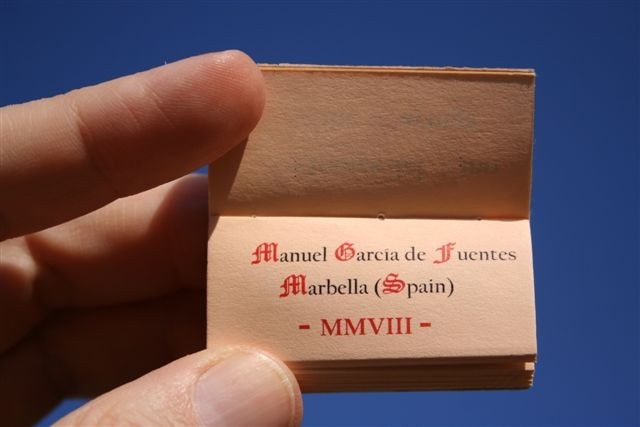 Manuel García de Fuentes
Marbella (Spain)
- MMVIII -